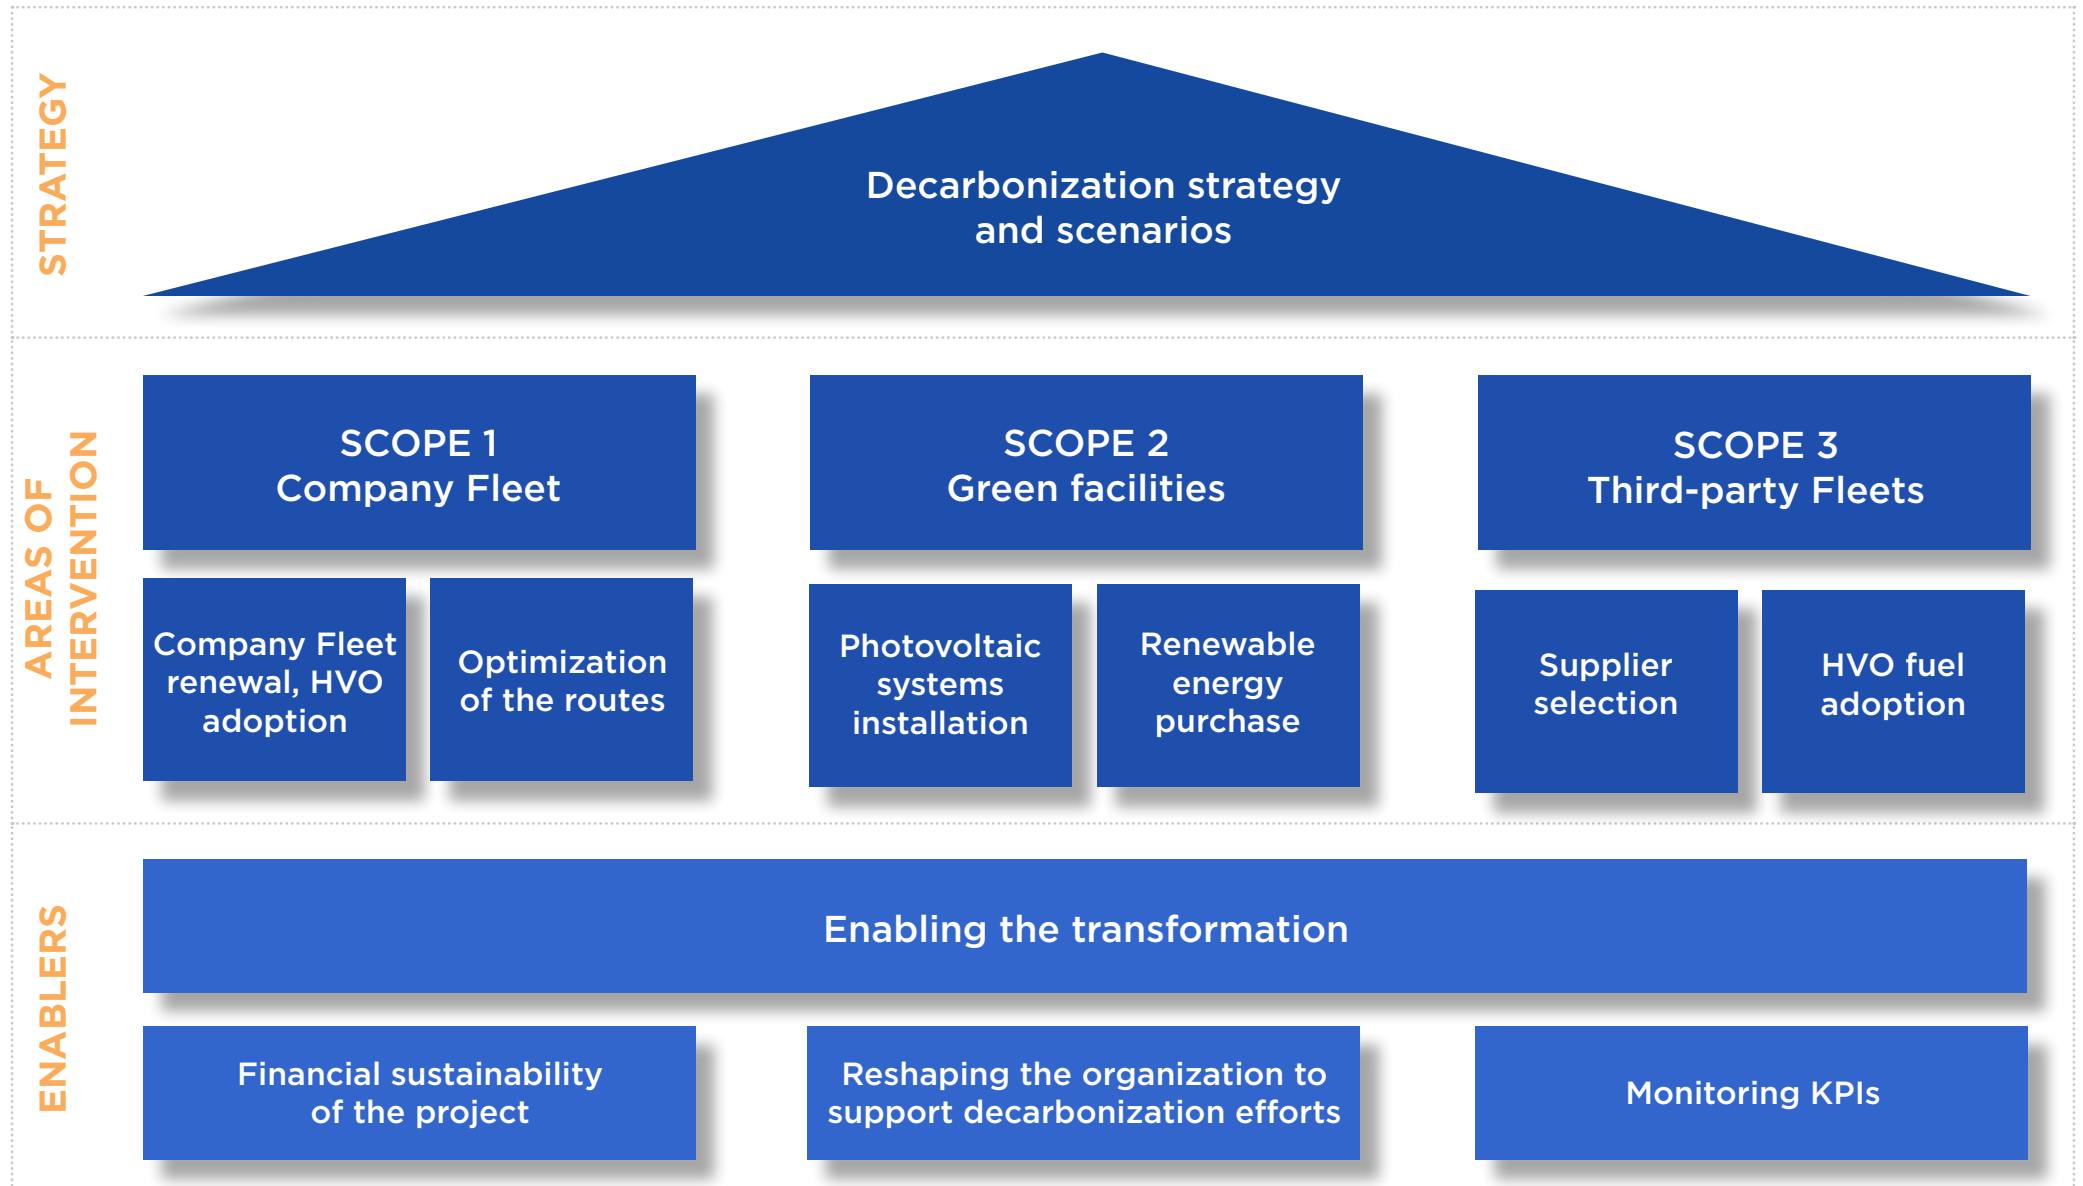 STRATEGY
Decarbonization strategy
and scenarios
AREAS OF
INTERVENTION
SCOPE 1
Company Fleet
SCOPE 2
Green facilities
SCOPE 3
Third-party Fleets
Company Fleet
renewal, HVO
adoption
Optimization
of the routes
Photovoltaic
systems
installation
Renewable
energy
purchase
Supplier
selection
HVO fuel
adoption
ENABLERS
Enabling the transformation
Financial sustainability
of the project
Reshaping the organization to
support decarbonization efforts
Monitoring KPIs